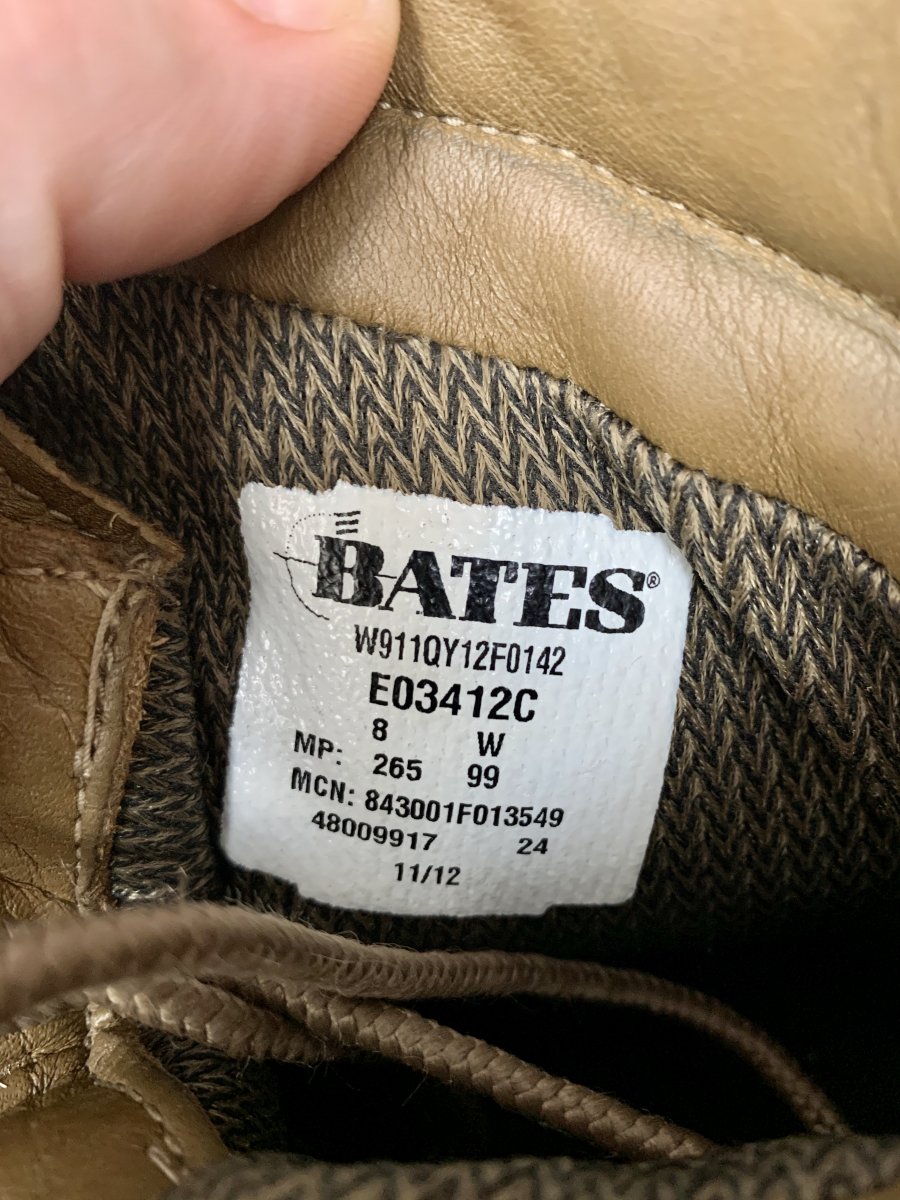 BATES®
W911QY12F0142
E03412C
8 W
MP: 265 99
MCN: 843001F013549
48009917 24
11/12